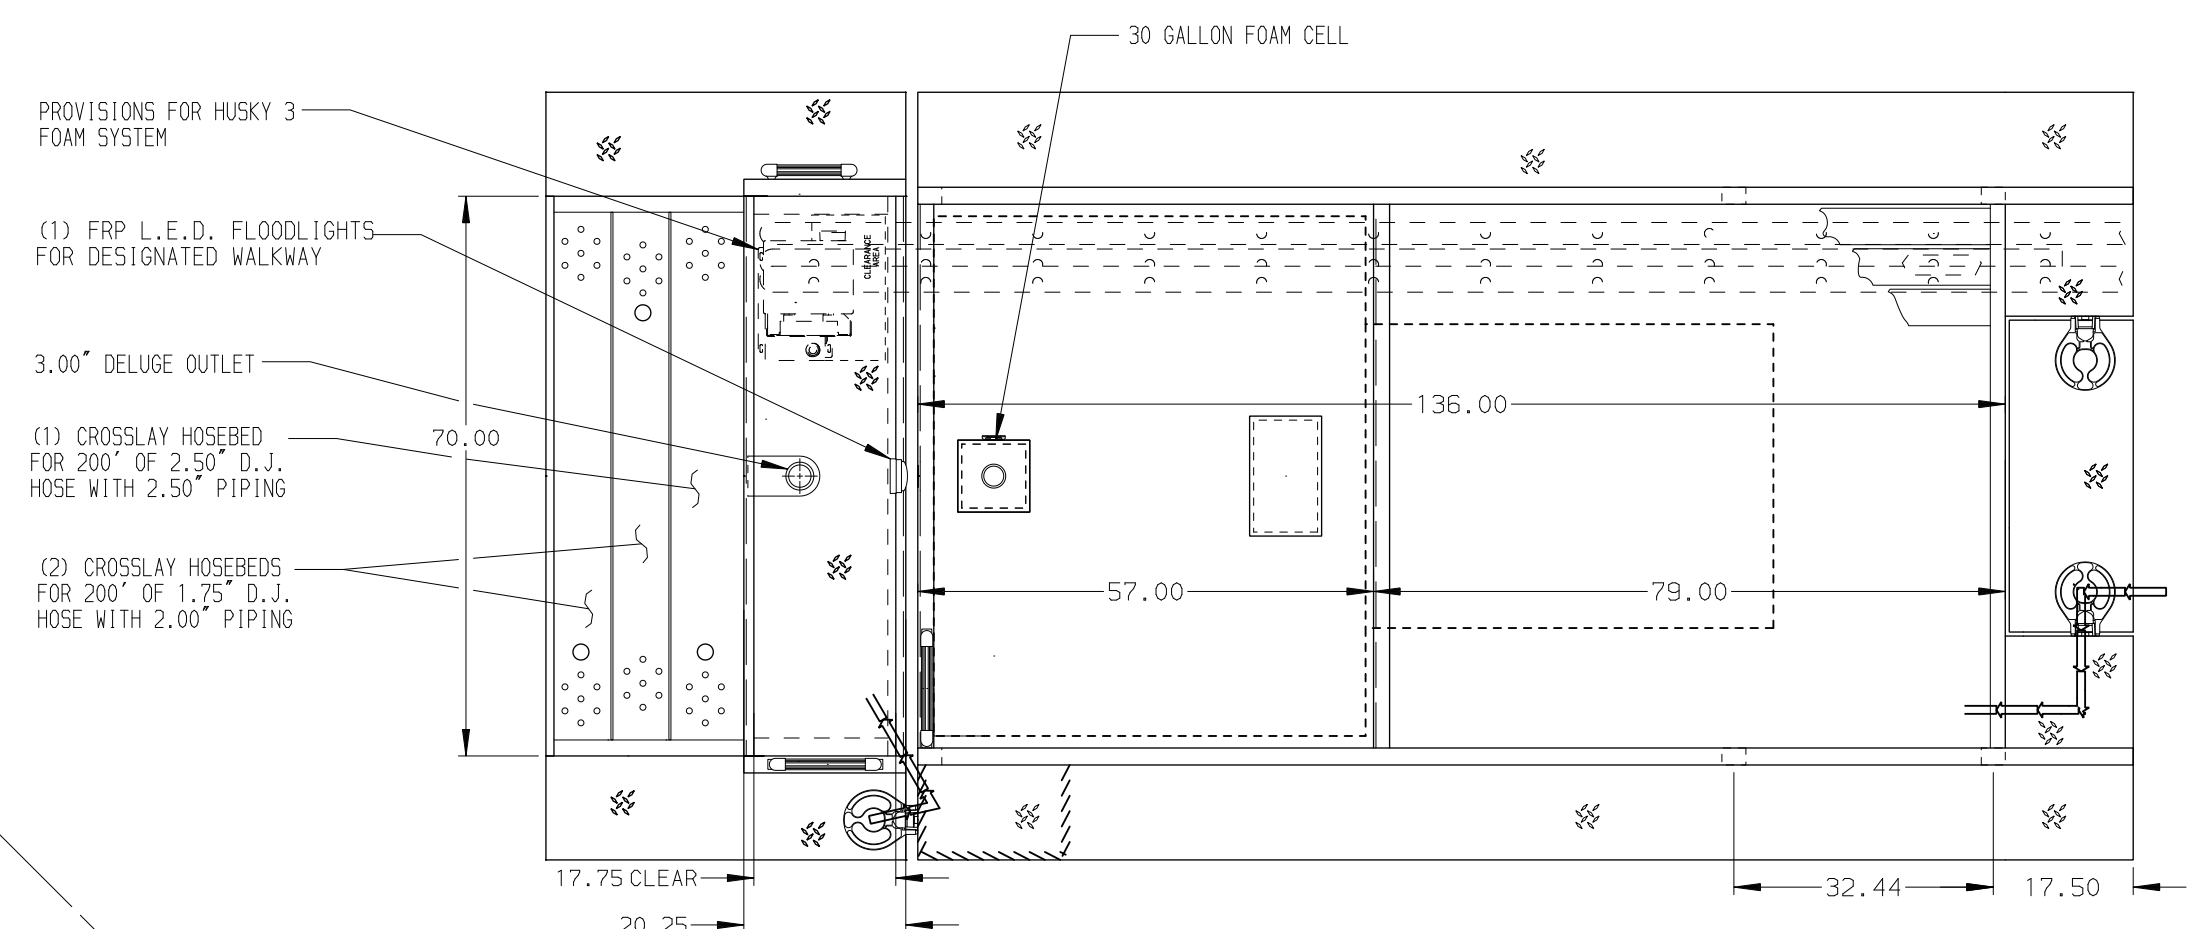 30 GALLON FOAM CELL
PROVISIONS FOR HUSKY 3
FOAM SYSTEM
(1) FRP L.E.D. FLOODLIGHTS
FOR DESIGNATED WALKWAY
CLEARANCE
AREA
3.00" DELUGE OUTLET
136.00
(1) CROSSLAY HOSEBED
FOR 200' OF 2.50" D.J.
HOSE WITH 2.50" PIPING
70.00
(2) CROSSLAY HOSEBEDS
FOR 200' OF 1.75" D.J.
HOSE WITH 2.00" PIPING
57.00
79.00
17.75 CLEAR
32.44
17.50
20.25